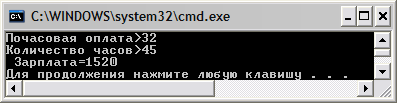 C:\WINDOWS\system32\cmd.exe
Почасовая оплата>32
Количество часов>45
Зарплата=1520
Для продолжения нажмите любую клавишу . . .